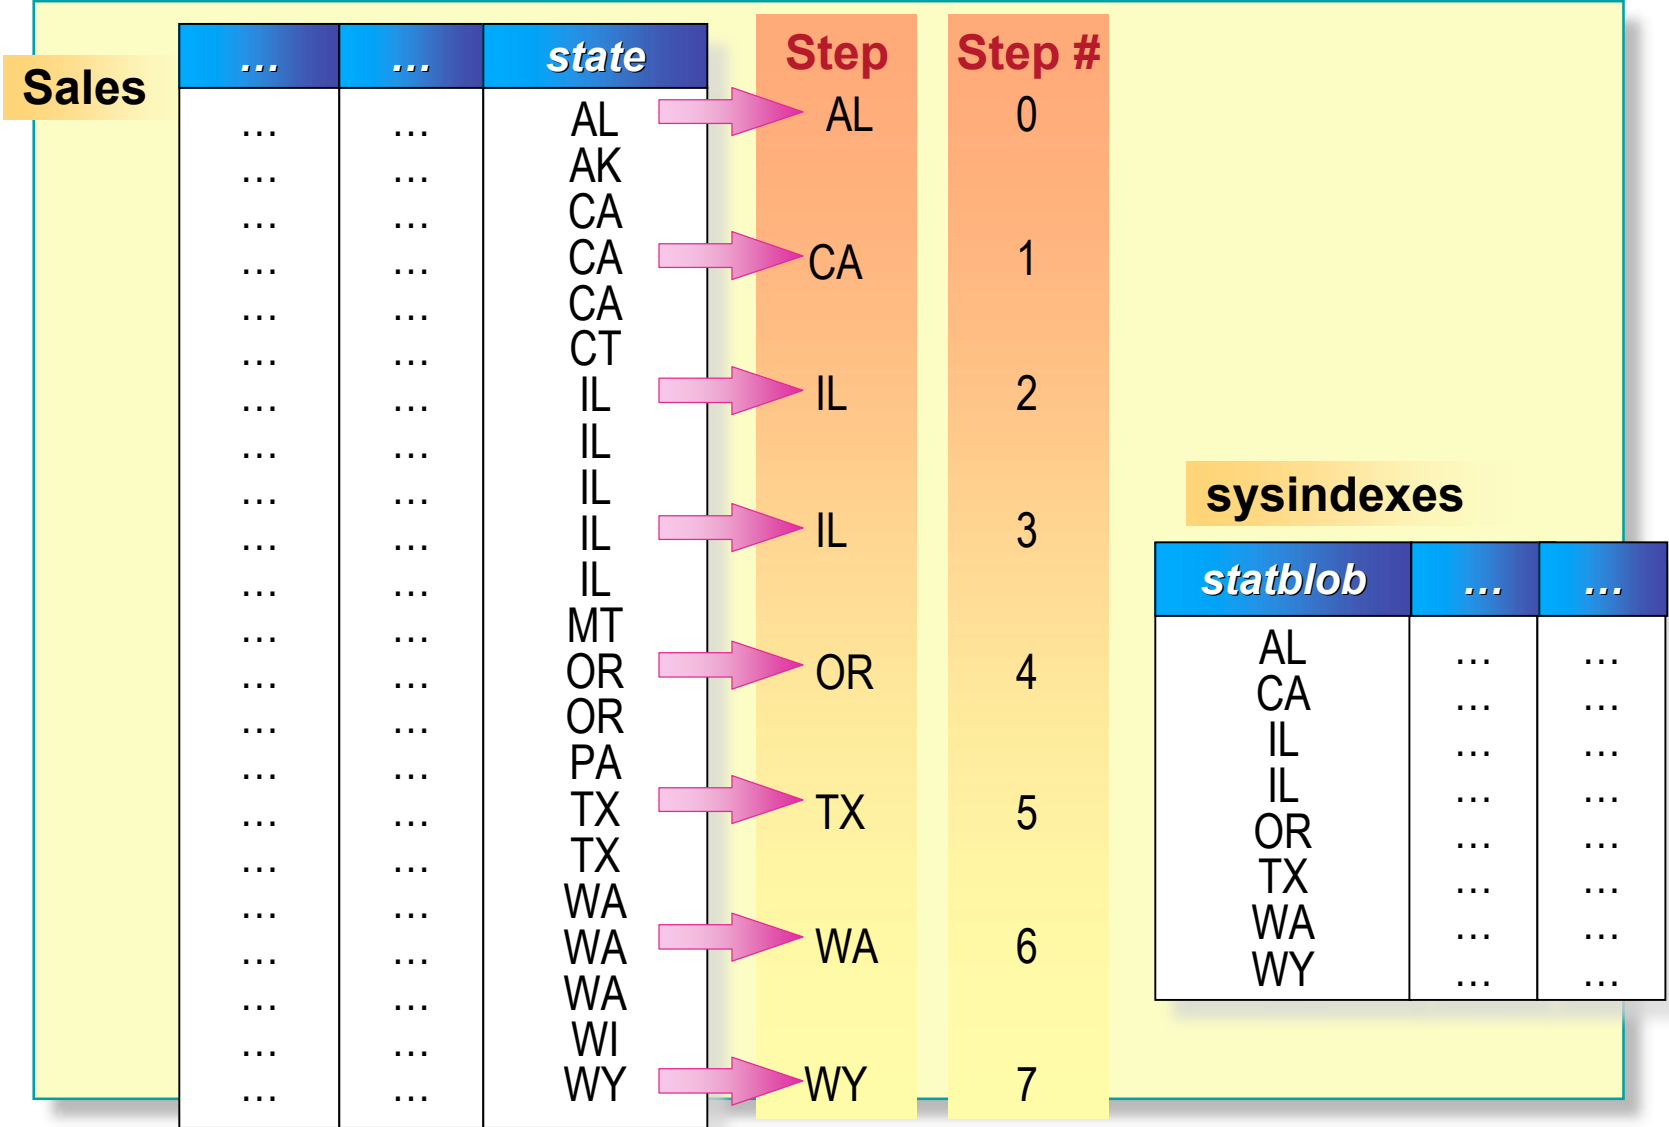 Sales
… … state Step Step #
… … AL AL 0
… … AK
… … CA
… … CA CA 1
… … CA
… … CT
… … IL IL 2
… … IL
… … IL
… … IL IL 3
… … IL
… … MT
… … OR OR 4
… … OR
… … PA
… … TX TX 5
… … TX
… … WA
… … WA WA 6
… … WA
… … WI
… … WY WY 7
sysindexes
statblob … …
AL … …
CA … …
IL … …
IL … …
OR … …
TX … …
WA … …
WY … …